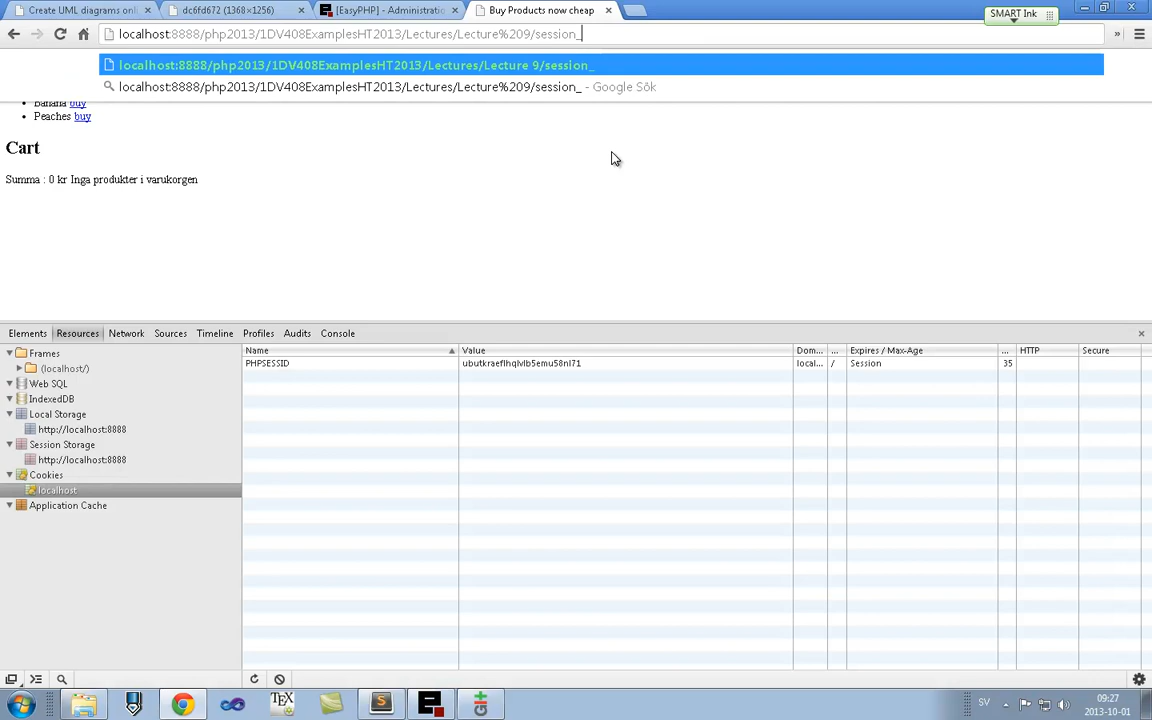 Create UML diagrams onli
dc6fd672 (1368×1256)
[EasyPHP] - Administratio
Buy Products now cheap
SMART Ink
localhost:8888/php2013/1DV408ExamplesHT2013/Lectures/Lecture%209/session_
localhost:8888/php2013/1DV408ExamplesHT2013/Lectures/Lecture 9/session_
localhost:8888/php2013/1DV408ExamplesHT2013/Lectures/Lecture%209/session_ - Google Sök
Banana buy
Peaches buy
Cart
Summa : 0 kr Inga produkter i varukorgen
Elements Resources Network Sources Timeline Profiles Audits Console
Name Value Dom... ... Expires / Max-Age ... HTTP Secure
PHPSESSID ubutkraeflhqlvlb5emu58nl71 local... / Session 35
Frames
(localhost/)
Web SQL
IndexedDB
Local Storage
http://localhost:8888
Session Storage
http://localhost:8888
Cookies
localhost
Application Cache
SV
09:27
2013-10-01